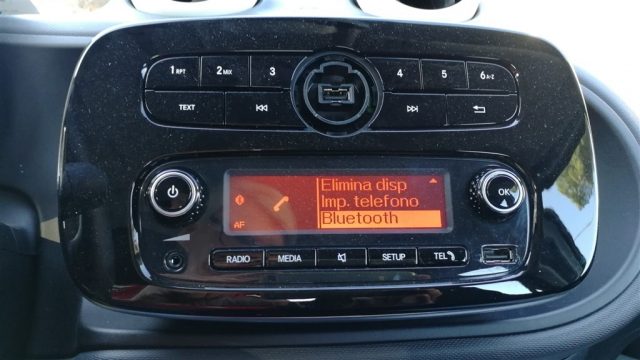 1 RPT 2 MIX 3 4 5 6 A-Z
TEXT
Elimina disp
Imp. telefono
Bluetooth
OK
AF
RADIO MEDIA SETUP TEL